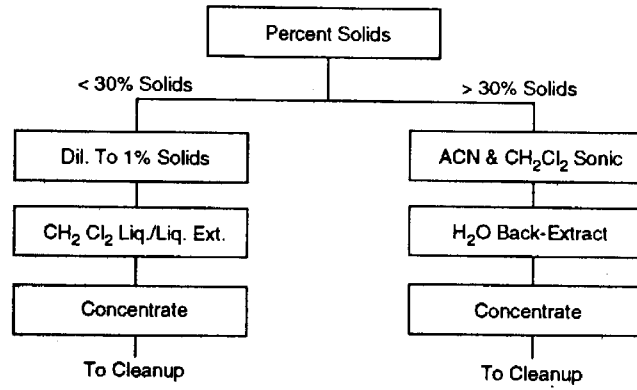 Percent Solids
< 30% Solids
> 30% Solids
Dil. To 1% Solids
ACN & CH2Cl2 Sonic
CH2 Cl2 Liq./Liq. Ext.
H2O Back-Extract
Concentrate
Concentrate
To Cleanup
To Cleanup